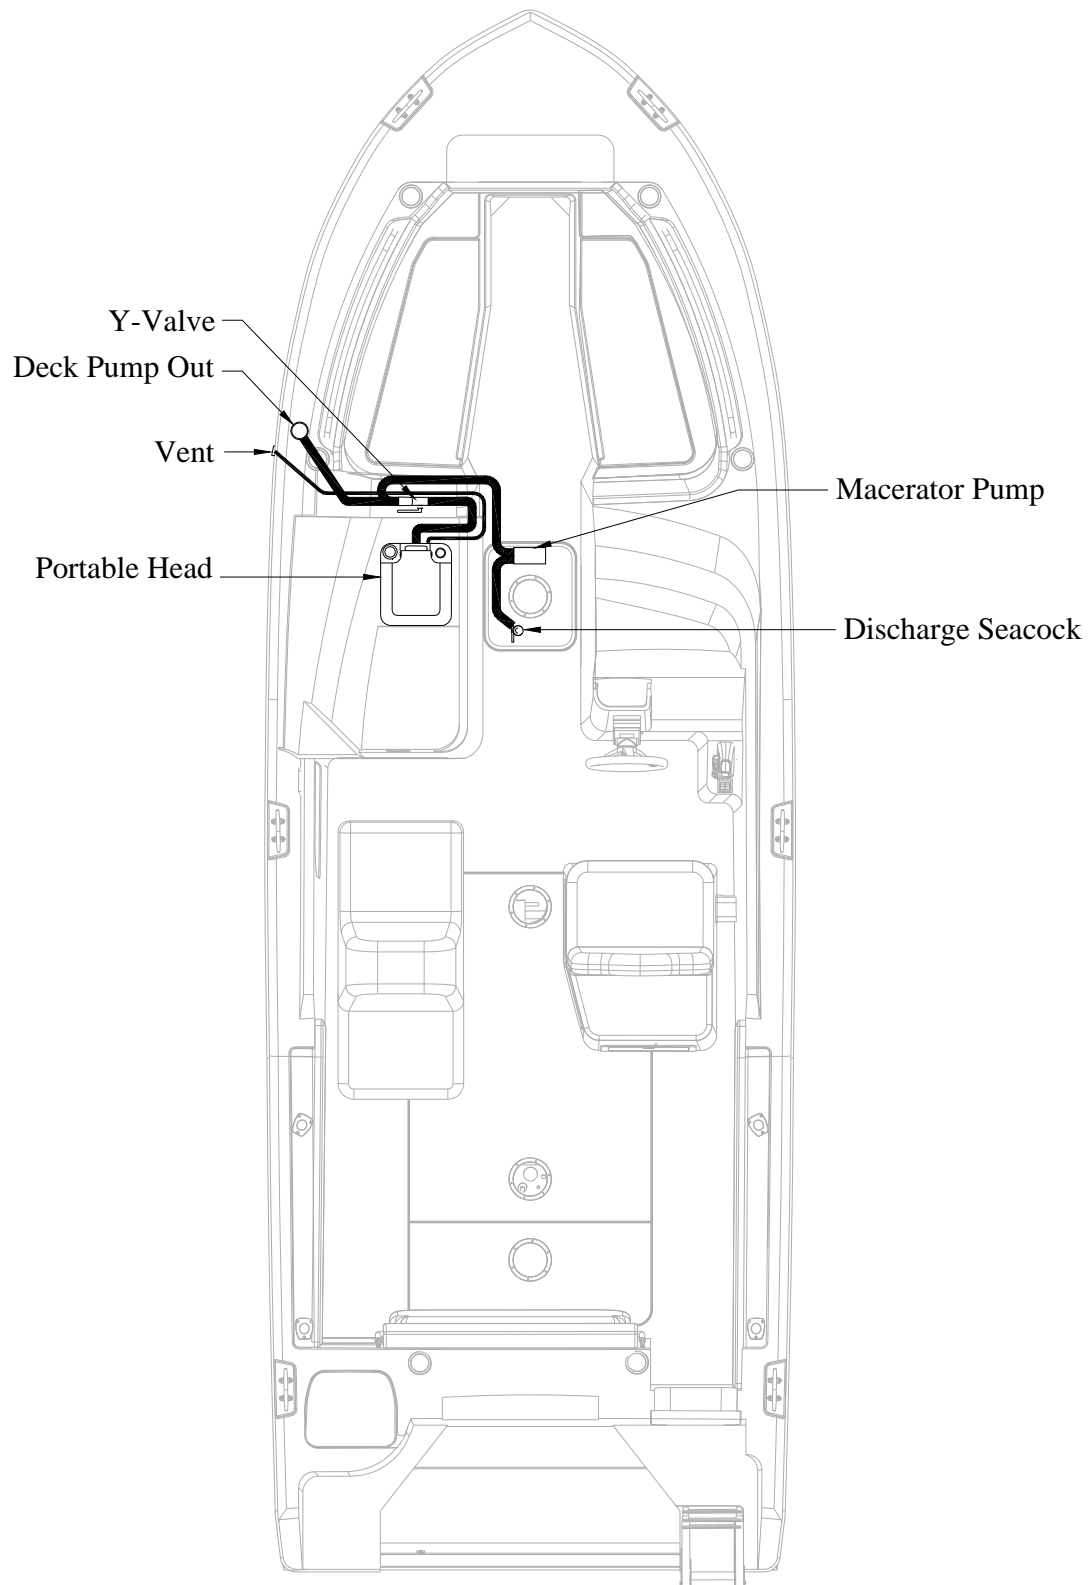 Y-Valve
Deck Pump Out
Vent
Macerator Pump
Portable Head
Discharge Seacock